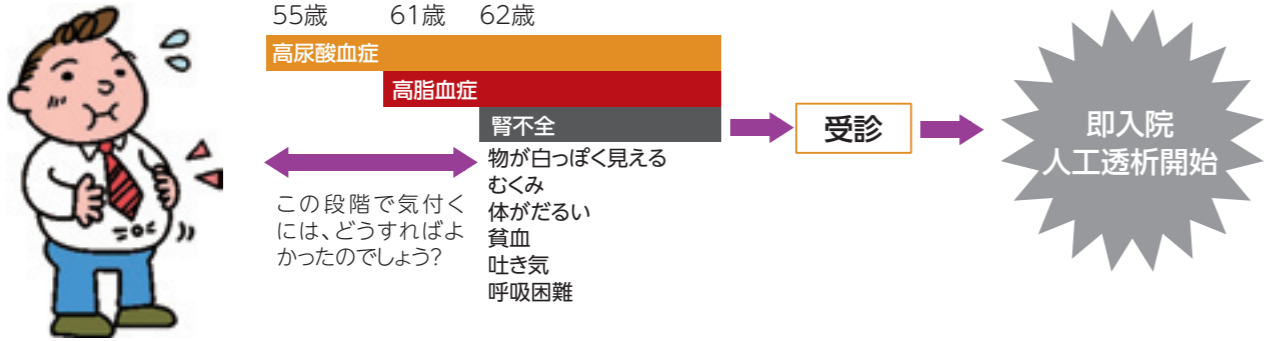 55歳 61歳 62歳
高尿酸血症
高脂血症
腎不全
物が白っぽく見える
むくみ
体がだるい
貧血
吐き気
呼吸困難
この段階で気付く
には、どうすればよ
かったのでしょう?
受診
即入院
人工透析開始